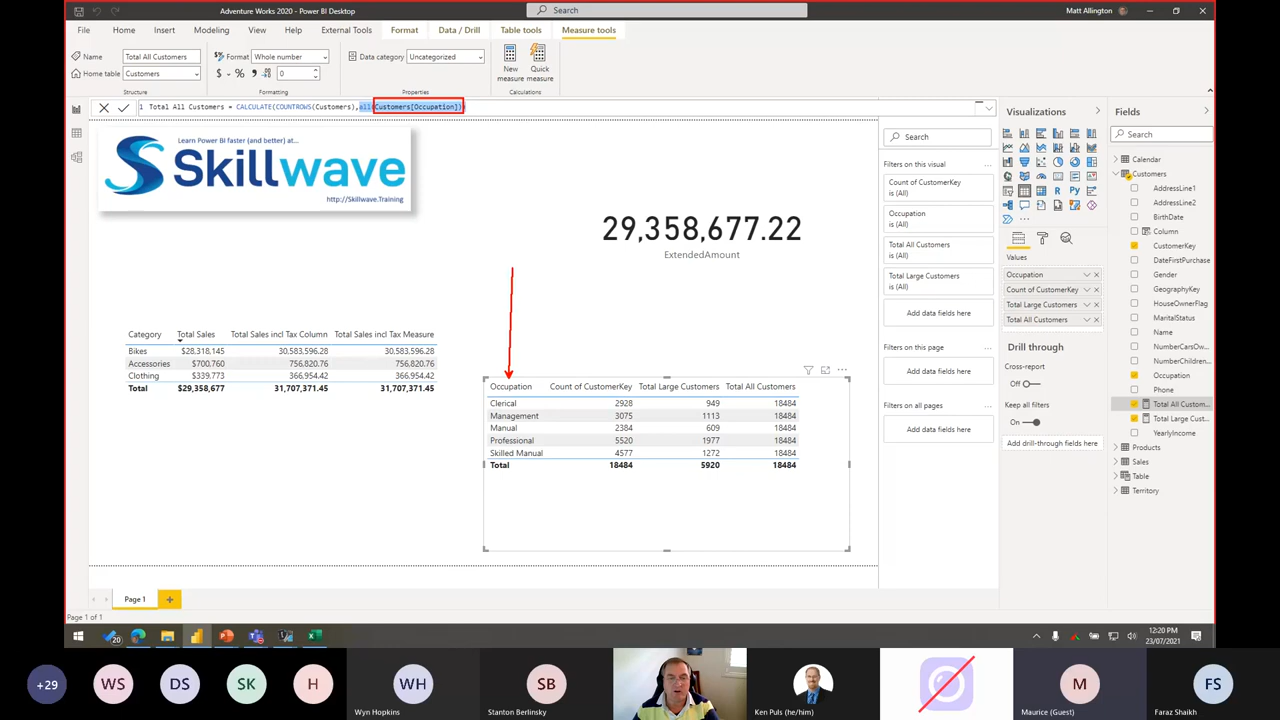 Adventure Works 2020 - Power BI Desktop
Search
Matt Allington
File Home Insert Modeling View Help External Tools Format Data / Drill Table tools Measure tools
Name Total All Customers
Home table Customers
Structure
Format Whole number
$ % 0
Formatting
Data category Uncategorized
Properties
New measure
Quick measure
Calculations
1 Total All Customers = CALCULATE(COUNTROWS(Customers),all(Customers[Occupation]))
Learn Power BI faster (and better) at...
Skillwave
http://Skillwave.Training
29,358,677.22
ExtendedAmount
Category Total Sales Total Sales incl Tax Column Total Sales incl Tax Measure
Bikes $28,318,145 30,583,596.28 30,583,596.28
Accessories $700,760 756,820.76 756,820.76
Clothing $339,773 366,954.42 366,954.42
Total $29,358,677 31,707,371.45 31,707,371.45
Occupation Count of CustomerKey Total Large Customers Total All Customers
Clerical 2928 949 18484
Management 3075 1113 18484
Manual 2384 609 18484
Professional 5520 1977 18484
Skilled Manual 4577 1272 18484
Total 18484 5920 18484
Search
Filters on this visual ...
Count of CustomerKey
is (All)
Occupation
is (All)
Total All Customers
is (All)
Total Large Customers
is (All)
Add data fields here
Filters on this page ...
Add data fields here
Filters on all pages ...
Add data fields here
Visualizations
R Py
...
Values
Occupation
Count of CustomerKey
Total Large Customers
Total All Customers
Drill through
Cross-report
Off
Keep all filters
On
Add drill-through fields here
Fields
Search
Calendar
Customers
AddressLine1
AddressLine2
BirthDate
Column
CustomerKey
DateFirstPurchase
Gender
GeographyKey
HouseOwnerFlag
MaritalStatus
Name
NumberCarsOw...
NumberChildren...
Occupation
Phone
Total All Custom...
Total Large Cust...
YearlyIncome
Products
Sales
Table
Territory
Page 1
Page 1 of 1
20
12:20 PM
23/07/2021
+29 WS DS SK H WH SB M FS
Wyn Hopkins
Stanton Berlinsky
Ken Puls (he/him)
Maurice (Guest)
Faraz Shaikh